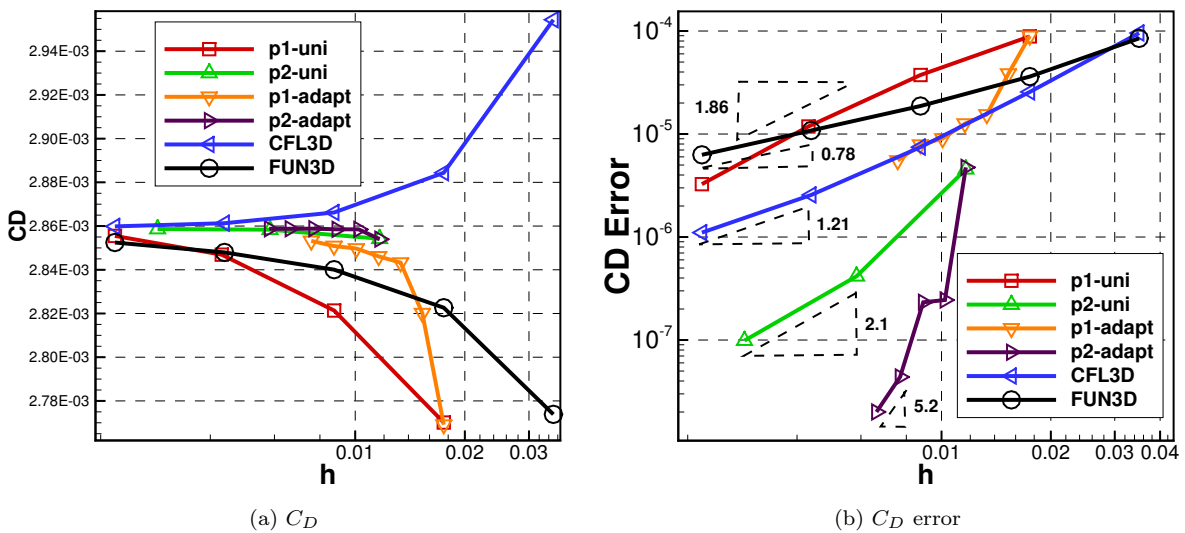 2.94E-03
2.92E-03
2.90E-03
2.88E-03
2.86E-03
2.84E-03
2.82E-03
2.80E-03
2.78E-03
CD
p1-uni
p2-uni
p1-adapt
p2-adapt
CFL3D
FUN3D
0.01
0.02
0.03
h
(a) C_D
10^-4
10^-5
10^-6
10^-7
CD Error
1.86
0.78
1.21
2.1
5.2
p1-uni
p2-uni
p1-adapt
p2-adapt
CFL3D
FUN3D
0.01
0.02
0.03
0.04
h
(b) C_D error